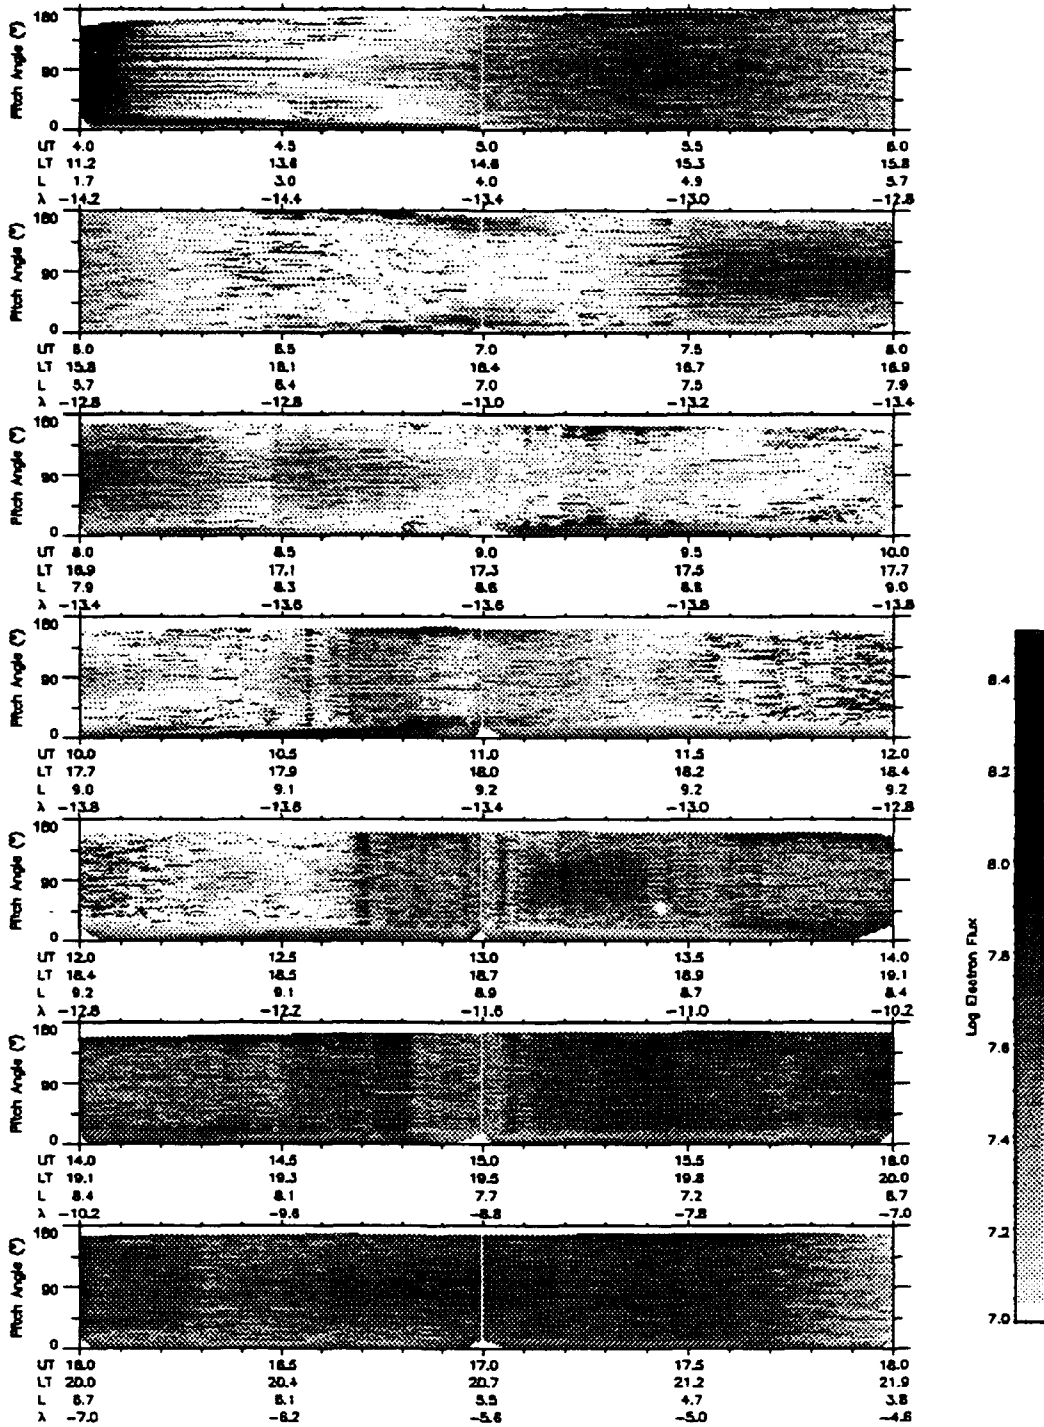 180
90
0
Pitch Angle (°)
UT 4.0 4.5 5.0 5.5 6.0
LT 11.2 13.6 14.6 15.3 15.8
L 1.7 3.0 4.0 4.9 5.7
λ -14.2 -14.4 -13.4 -13.0 -12.8
180
90
0
Pitch Angle (°)
UT 6.0 6.5 7.0 7.5 8.0
LT 15.8 16.1 16.4 16.7 16.9
L 5.7 6.4 7.0 7.5 7.9
λ -12.8 -12.8 -13.0 -13.2 -13.4
180
90
0
Pitch Angle (°)
UT 8.0 8.5 9.0 9.5 10.0
LT 16.9 17.1 17.3 17.5 17.7
L 7.9 8.3 8.6 8.8 9.0
λ -13.4 -13.6 -13.6 -13.8 -13.8
180
90
0
Pitch Angle (°)
UT 10.0 10.5 11.0 11.5 12.0
LT 17.7 17.9 18.0 18.2 18.4
L 9.0 9.1 9.2 9.2 9.2
λ -13.8 -13.6 -13.4 -13.0 -12.8
180
90
0
Pitch Angle (°)
UT 12.0 12.5 13.0 13.5 14.0
LT 18.4 18.5 18.7 18.9 19.1
L 9.2 9.1 8.9 8.7 8.4
λ -12.8 -12.2 -11.6 -11.0 -10.2
180
90
0
Pitch Angle (°)
UT 14.0 14.5 15.0 15.5 16.0
LT 19.1 19.3 19.5 19.8 20.0
L 8.4 8.1 7.7 7.2 6.7
λ -10.2 -9.6 -8.8 -7.8 -7.0
180
90
0
Pitch Angle (°)
UT 16.0 16.5 17.0 17.5 18.0
LT 20.0 20.4 20.7 21.2 21.9
L 6.7 6.1 5.5 4.7 3.8
λ -7.0 -6.2 -5.6 -5.0 -4.6
8.4
8.2
8.0
7.8
7.6
7.4
7.2
7.0
Log Electron Flux